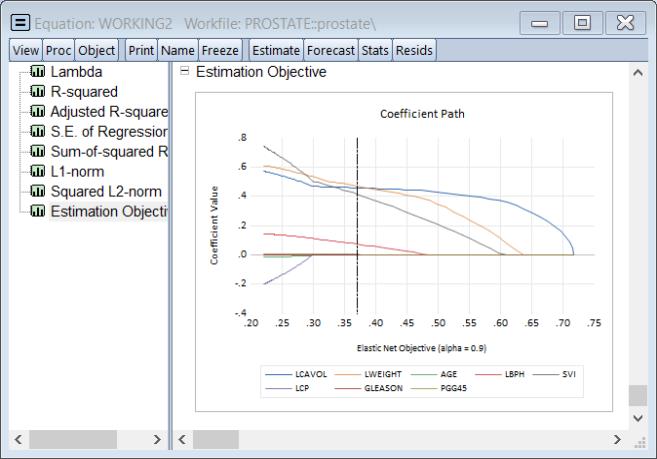 Equation: WORKING2 Workfile: PROSTATE::prostate\
View Proc Object Print Name Freeze Estimate Forecast Stats Resids
Lambda
R-squared
Adjusted R-square
S.E. of Regression
Sum-of-squared R
L1-norm
Squared L2-norm
Estimation Objecti
Estimation Objective
Coefficient Path
Coefficient Value
.8
.6
.4
.2
.0
-.2
-.4
.20 .25 .30 .35 .40 .45 .50 .55 .60 .65 .70 .75
Elastic Net Objective (alpha = 0.9)
LCAVOL LWEIGHT AGE LBPH SVI
LCP GLEASON PGG45